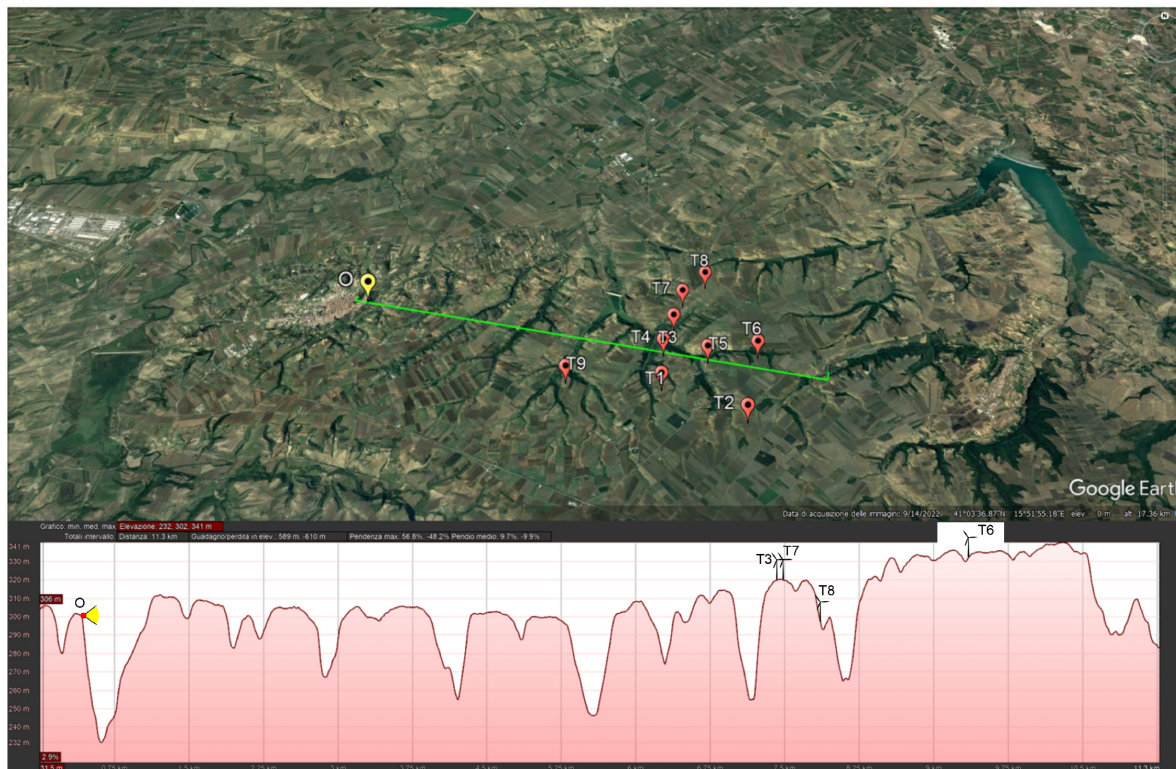 N
T8
O
T7
T4 T3
T6
T5
T9
T1
T2
Google Earth
Data di acquisizione delle immagini: 9/14/2022 41°03'36.87"N 15°51'55.18"E elev 0 m alt 17.36 km
Grafico: min, med, max Elevazione: 232, 302, 341 m
Totali intervallo: Distanza: 11.3 km Guadagno/perdita in elev.: 589 m, -610 m Pendenza max. 56.8%, -48.2% Pendio medio: 9.7%, -9.9%
341 m
330 m
320 m
310 m
306 m
300 m
290 m
280 m
270 m
260 m
250 m
240 m
232 m
O
T3
T7
T8
T6
2.9%
31.5 m
0.75 km
1.5 km
2.25 km
3 km
3.75 km
4.5 km
5.25 km
6 km
6.75 km
7.5 km
8.25 km
9 km
9.75 km
10.5 km
11.3 km